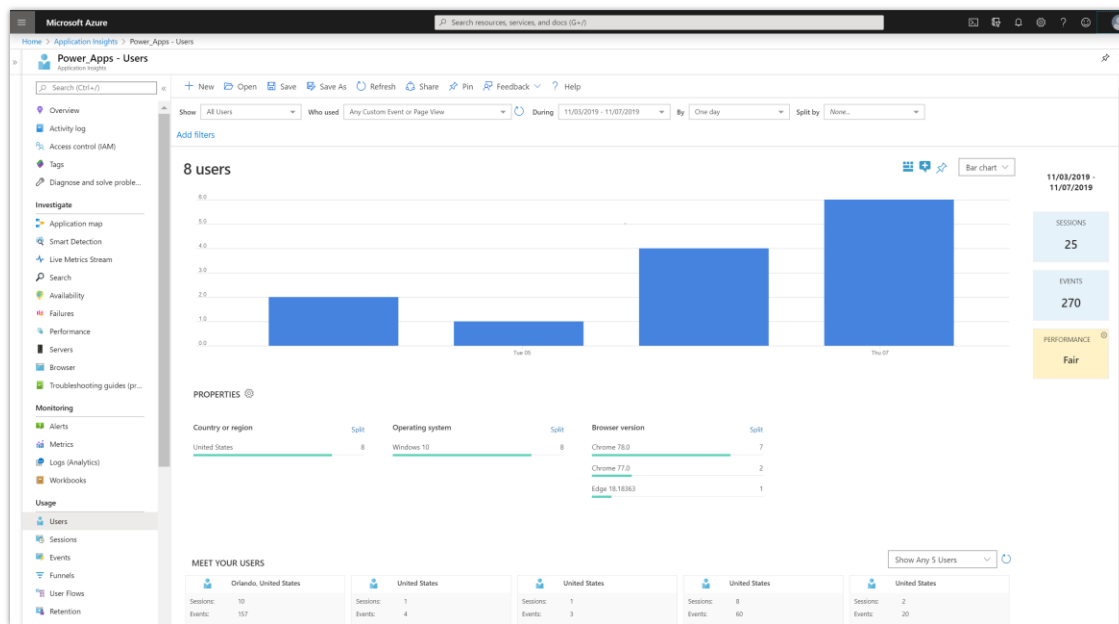 Microsoft Azure
Search resources, services, and docs (G+/)
Home > Application Insights > Power_Apps - Users
Power_Apps - Users
Application Insights
Search (Ctrl+/)
Overview
Activity log
Access control (IAM)
Tags
Diagnose and solve proble...
Investigate
Application map
Smart Detection
Live Metrics Stream
Search
Availability
Failures
Performance
Servers
Browser
Troubleshooting guides (pr...
Monitoring
Alerts
Metrics
Logs (Analytics)
Workbooks
Usage
Users
Sessions
Events
Funnels
User Flows
Retention
New Open Save Save As Refresh Share Pin Feedback ? Help
Show All Users Who used Any Custom Event or Page View During 11/03/2019 - 11/07/2019 By One day Split by None...
Add filters
8 users
Bar chart
6.0
5.0
4.0
3.0
2.0
1.0
0.0
Tue 05 Thu 07
11/03/2019 -
11/07/2019
SESSIONS
25
EVENTS
270
PERFORMANCE
Fair
PROPERTIES
Country or region Split
United States 8
Operating system Split
Windows 10 8
Browser version Split
Chrome 78.0 7
Chrome 77.0 2
Edge 18.18363 1
MEET YOUR USERS
Show Any 5 Users
Orlando, United States
Sessions: 10
Events: 157
United States
Sessions: 1
Events: 4
United States
Sessions: 1
Events: 3
United States
Sessions: 8
Events: 60
United States
Sessions: 2
Events: 20